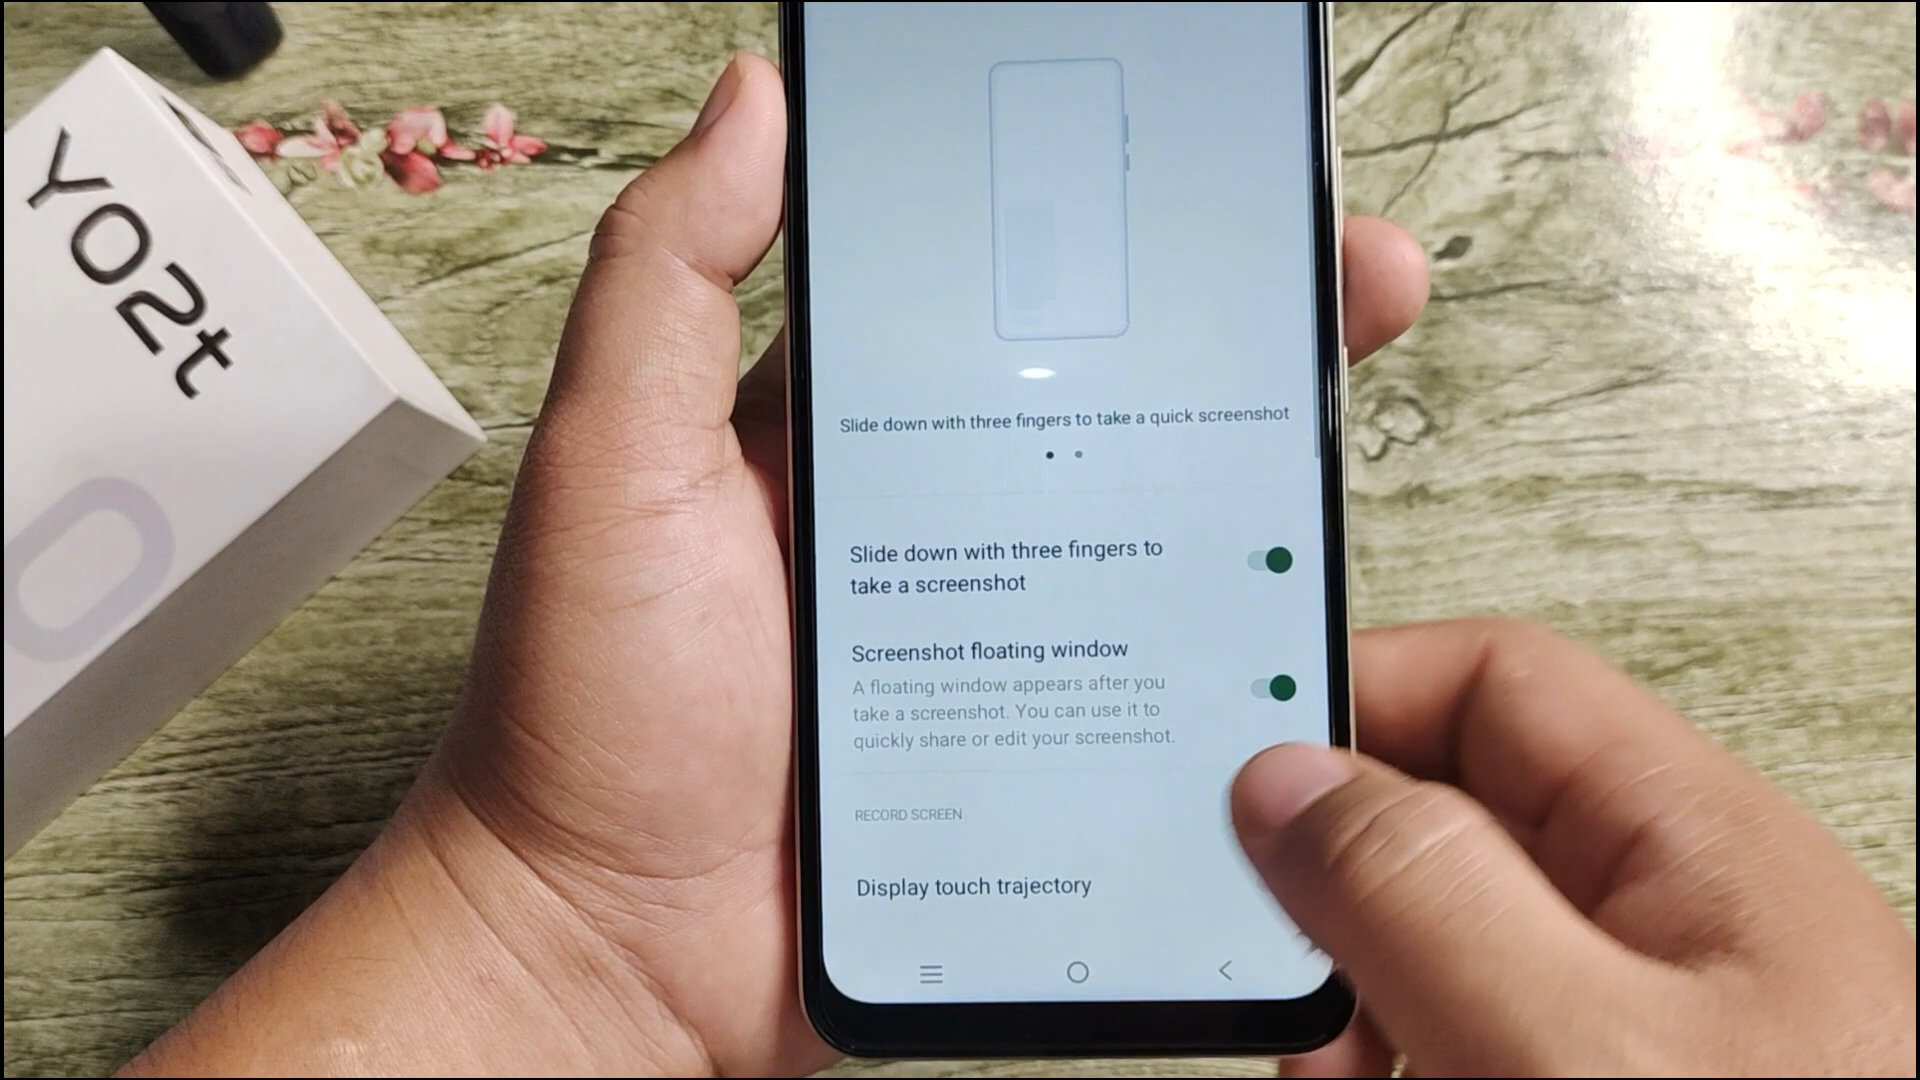 Y02t
Slide down with three fingers to take a quick screenshot
Slide down with three fingers to
take a screenshot
Screenshot floating window
A floating window appears after you
take a screenshot. You can use it to
quickly share or edit your screenshot.
RECORD SCREEN
Display touch trajectory